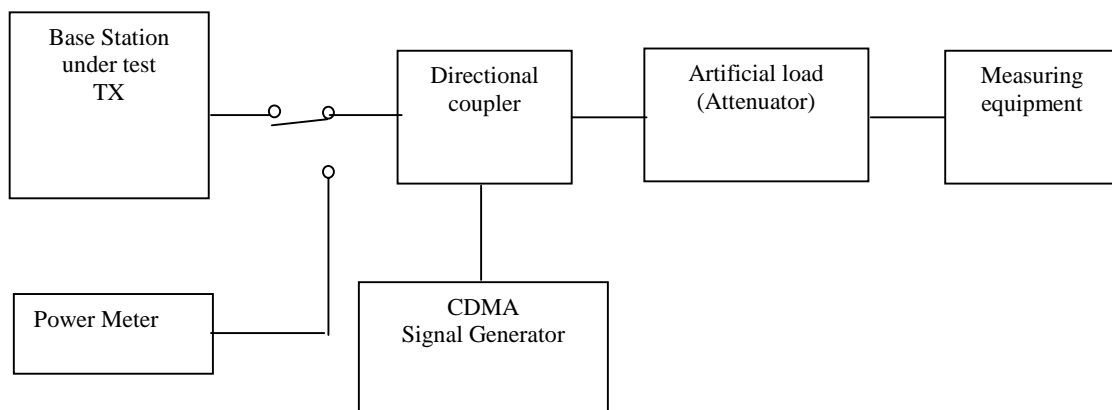 Base Station
under test
TX
Directional
coupler
Artificial load
(Attenuator)
Measuring
equipment
Power Meter
CDMA
Signal Generator